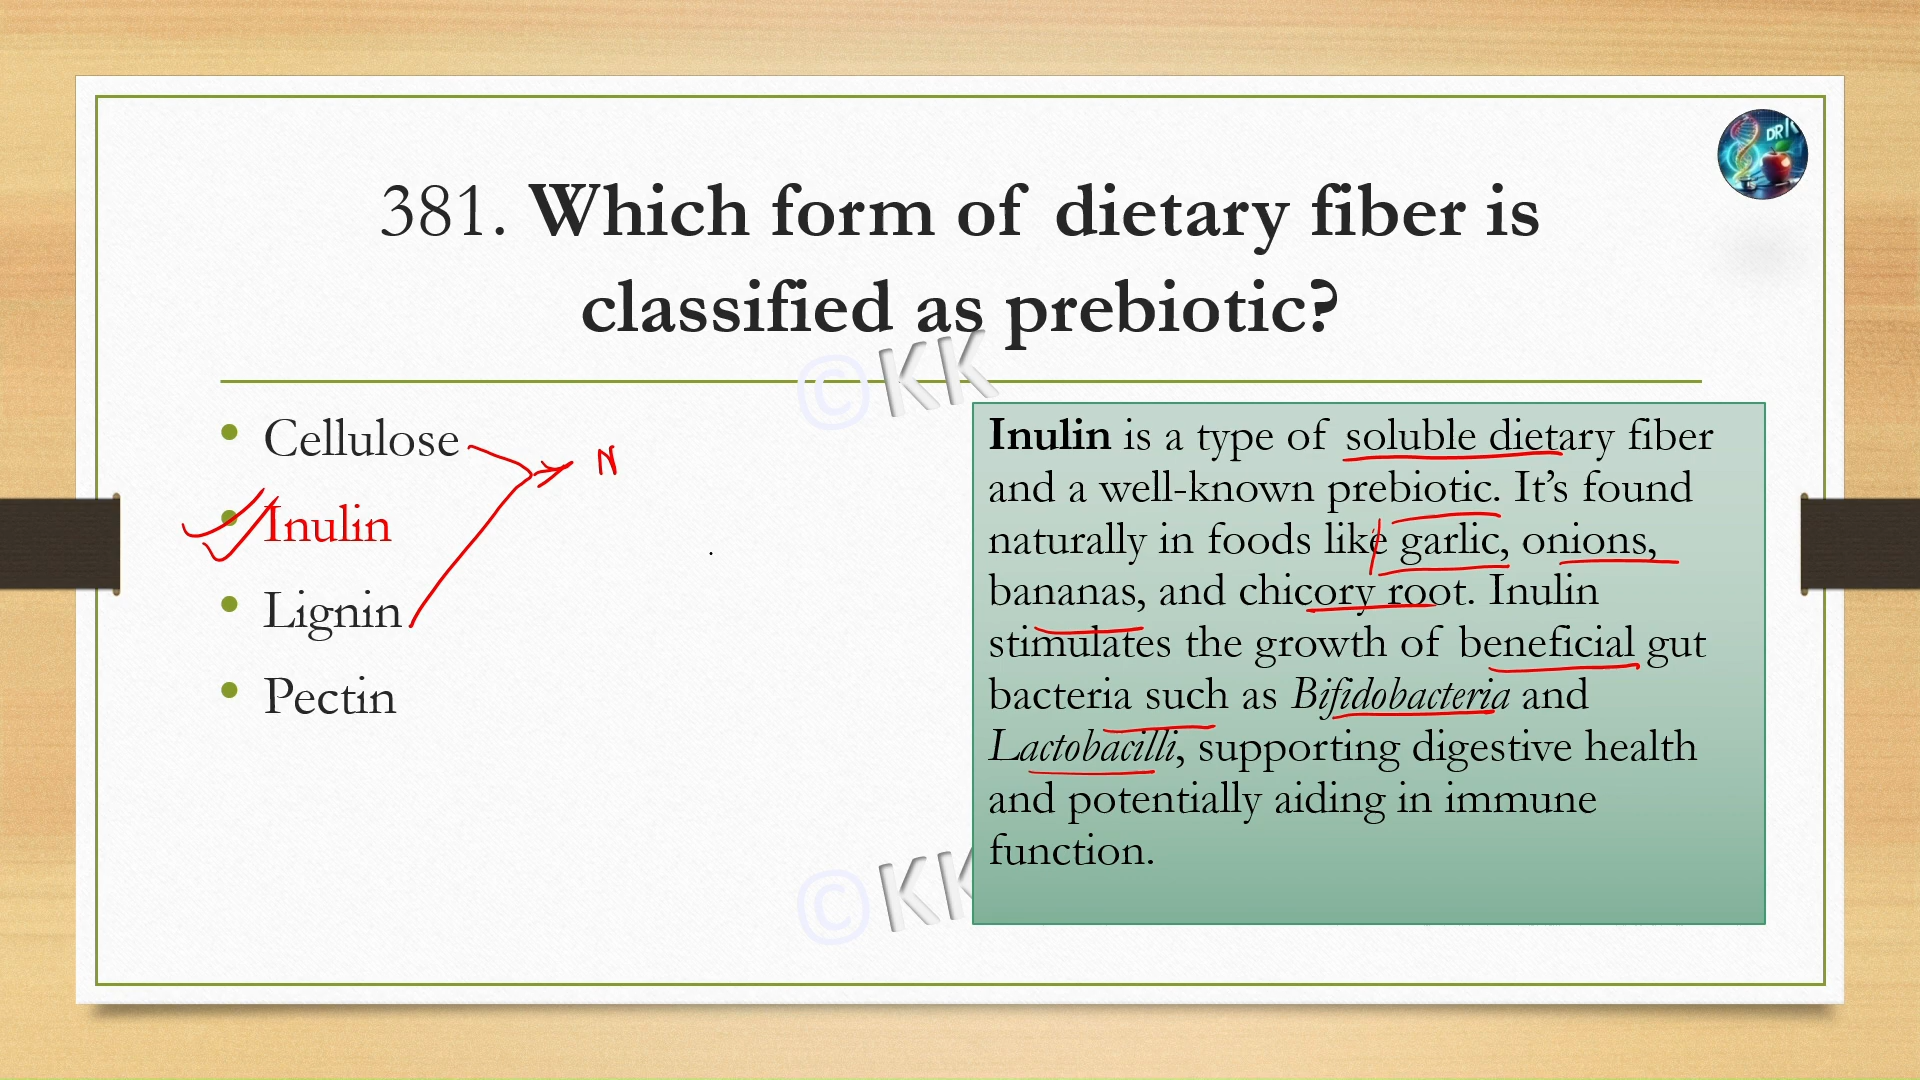 DR
381. Which form of dietary fiber is
classified as prebiotic?
©KK
Cellulose
N
Inulin
Lignin
Pectin
Inulin is a type of soluble dietary fiber
and a well-known prebiotic. It’s found
naturally in foods like garlic, onions,
bananas, and chicory root. Inulin
stimulates the growth of beneficial gut
bacteria such as Bifidobacteria and
Lactobacilli, supporting digestive health
and potentially aiding in immune
function.
©KK